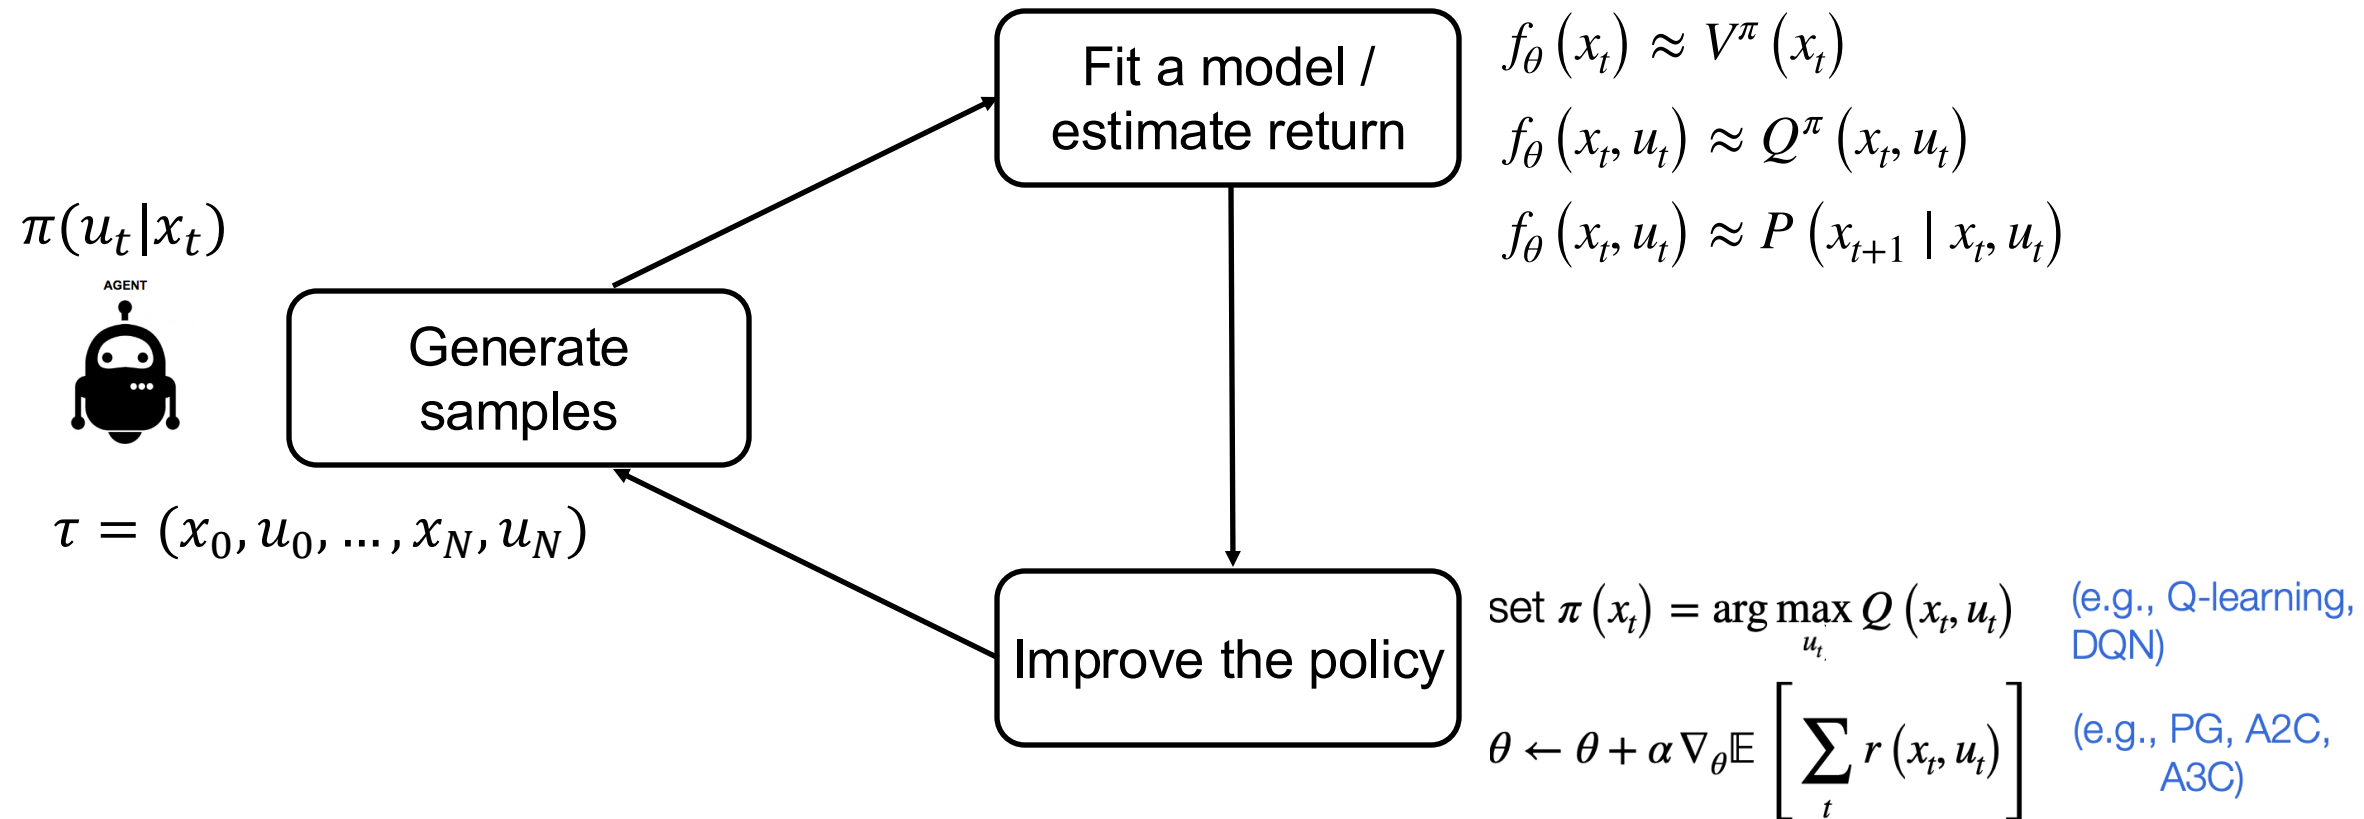 π(u_t|x_t)
AGENT
τ = (x_0, u_0, … , x_N, u_N)
Generate
samples
Fit a model /
estimate return
f_θ (x_t) ≈ V^π (x_t)
f_θ (x_t, u_t) ≈ Q^π (x_t, u_t)
f_θ (x_t, u_t) ≈ P (x_{t+1} | x_t, u_t)
Improve the policy
set π (x_t) = arg max_{u_t} Q (x_t, u_t)
(e.g., Q-learning,
DQN)
θ ← θ + α ∇_θ 𝔼 [ ∑_t r (x_t, u_t) ]
(e.g., PG, A2C,
A3C)